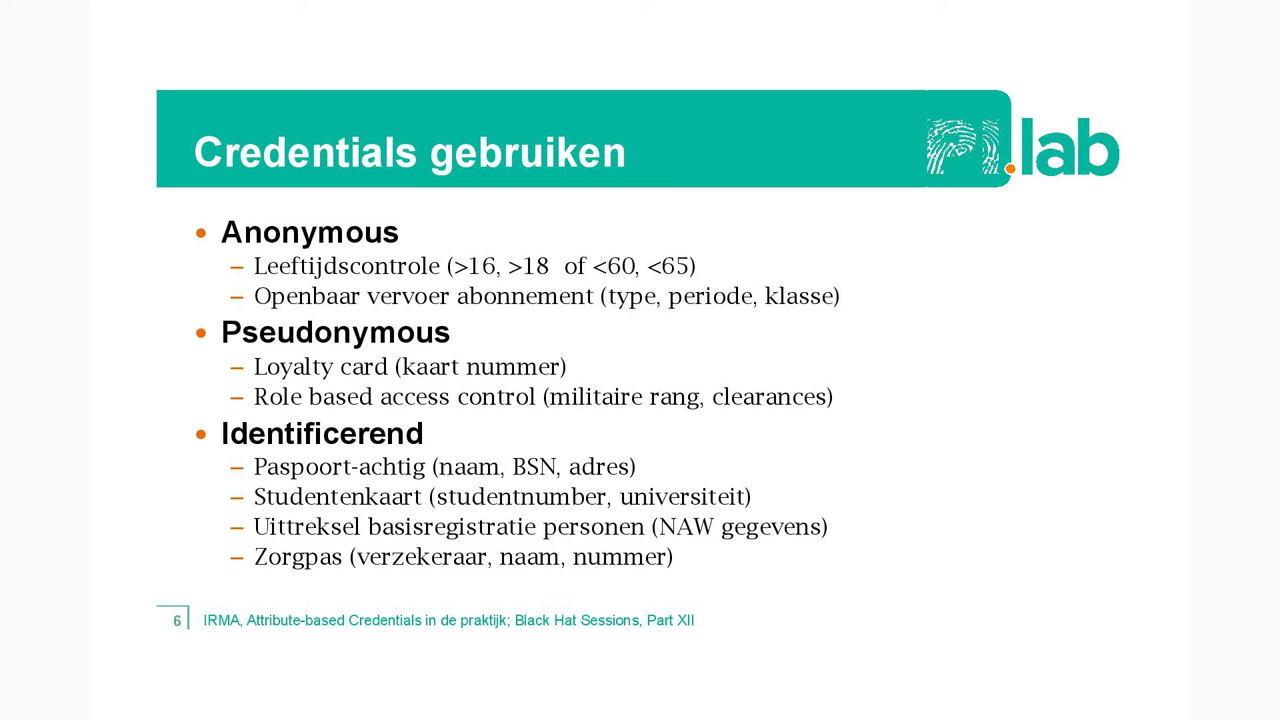 Credentials gebruiken
PI.lab
• Anonymous
– Leeftijdscontrole (>16, >18 of <60, <65)
– Openbaar vervoer abonnement (type, periode, klasse)
• Pseudonymous
– Loyalty card (kaart nummer)
– Role based access control (militaire rang, clearances)
• Identificerend
– Paspoort-achtig (naam, BSN, adres)
– Studentenkaart (studentnumber, universiteit)
– Uittreksel basisregistratie personen (NAW gegevens)
– Zorgpas (verzekeraar, naam, nummer)
6 IRMA, Attribute-based Credentials in de praktijk; Black Hat Sessions, Part XII